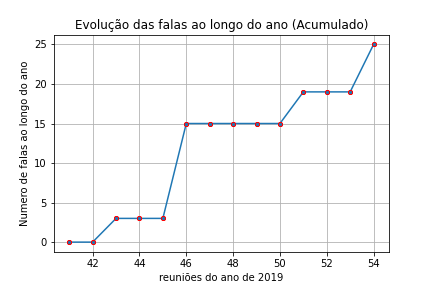 Evolução das falas ao longo do ano (Acumulado)
Numero de falas ao longo do ano
25
20
15
10
5
0
42 44 46 48 50 52 54
reuniões do ano de 2019